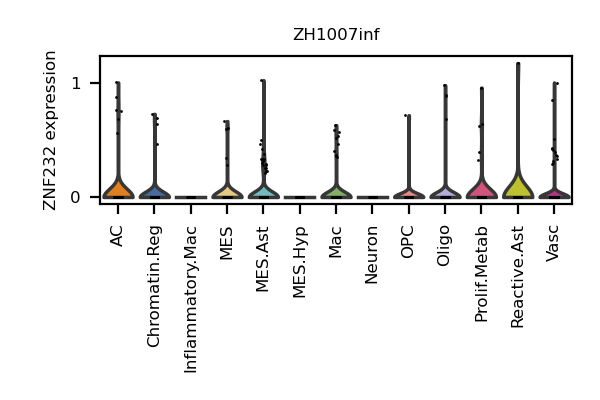 ZH1007inf
ZNF232 expression
1
0
AC
Chromatin.Reg
Inflammatory.Mac
MES
MES.Ast
MES.Hyp
Mac
Neuron
OPC
Oligo
Prolif.Metab
Reactive.Ast
Vasc